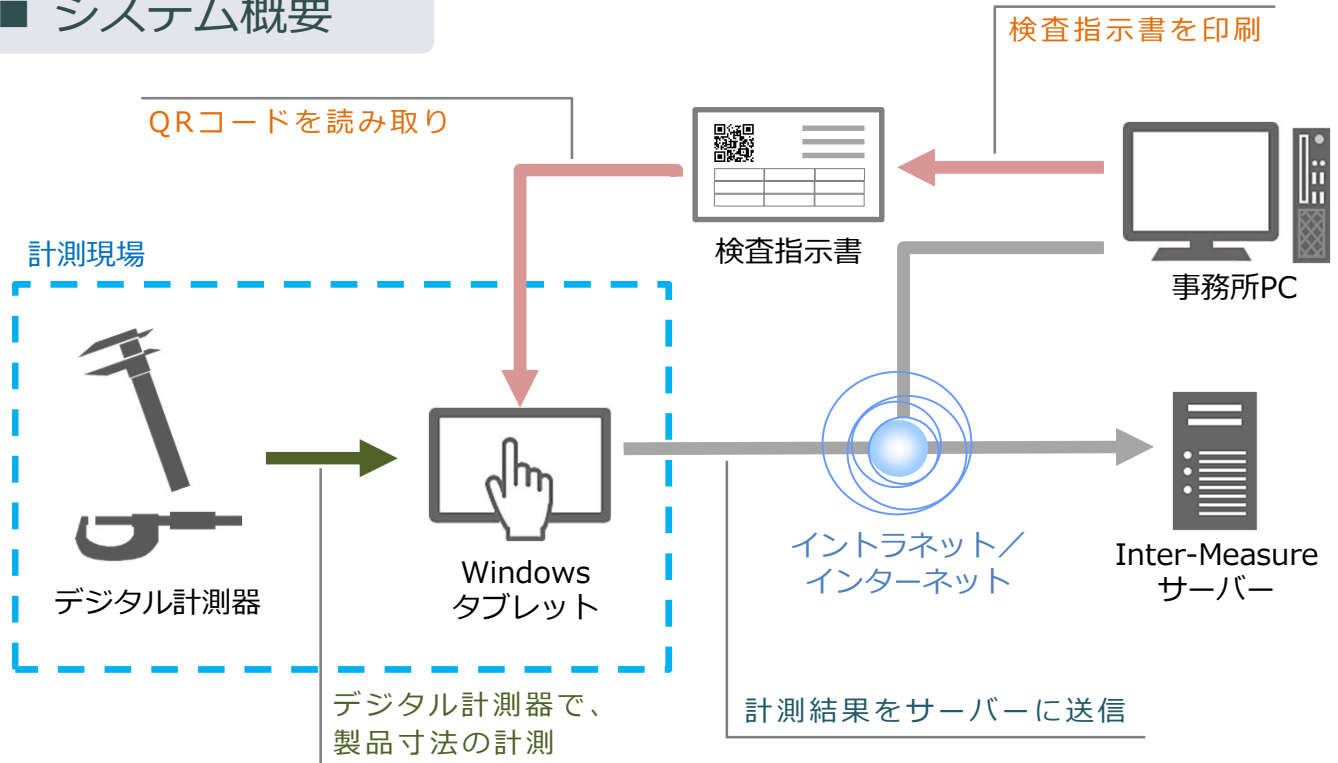 ■ システム概要
検査指示書を印刷
QRコードを読み取り
検査指示書
計測現場
事務所PC
デジタル計測器
Windows
タブレット
イントラネット／
インターネット
Inter-Measure
サーバー
デジタル計測器で、
製品寸法の計測
計測結果をサーバーに送信